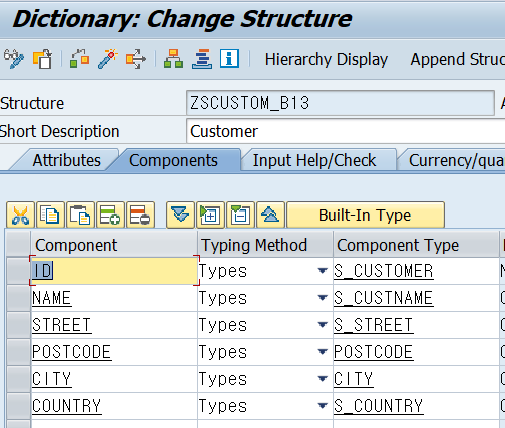 Dictionary: Change Structure
Hierarchy Display Append Struc
Structure ZSCUSTOM_B13
Short Description Customer
Attributes Components Input Help/Check Currency/qua
Built-In Type
Component Typing Method Component Type
ID Types S_CUSTOMER
NAME Types S_CUSTNAME
STREET Types S_STREET
POSTCODE Types POSTCODE
CITY Types CITY
COUNTRY Types S_COUNTRY